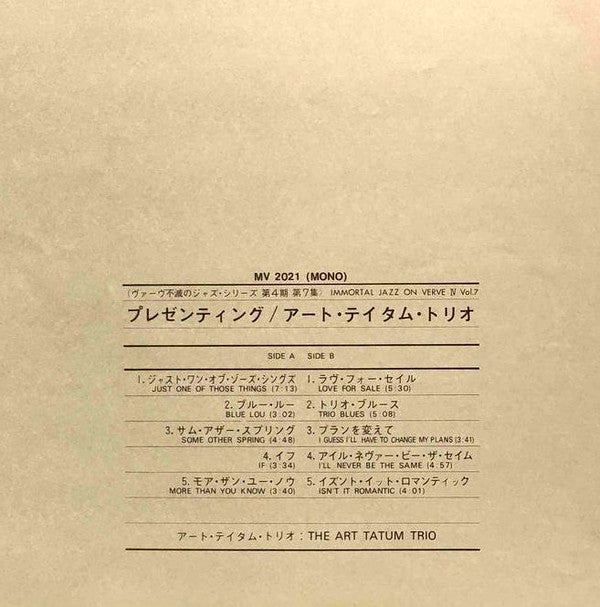 MV 2021 (MONO)
(ヴァーヴ不滅のジャズ・シリーズ 第4期 第7集) IMMORTAL JAZZ ON VERVE Ⅳ Vol.7
プレゼンティング/アート・テイタム・トリオ
SIDE A SIDE B
1. ジャスト・ワン・オブ・ゾーズ・シングズ
JUST ONE OF THOSE THINGS (7:13)
2. ブルー・ルー
BLUE LOU (3:02)
3. サム・アザー・スプリング
SOME OTHER SPRING (4:48)
4. イフ
IF (3:34)
5. モア・ザン・ユー・ノウ
MORE THAN YOU KNOW (3:40)
1. ラヴ・フォー・セイル
LOVE FOR SALE (5:30)
2. トリオ・ブルース
TRIO BLUES (5:08)
3. プランを変えて
I GUESS I'LL HAVE TO CHANGE MY PLANS (3:41)
4. アイル・ネヴァー・ビー・ザ・セイム
I'LL NEVER BE THE SAME (4:57)
5. イズント・イット・ロマンティック
ISN'T IT ROMANTIC (4 01)
アート・テイタム・トリオ : THE ART TATUM TRIO